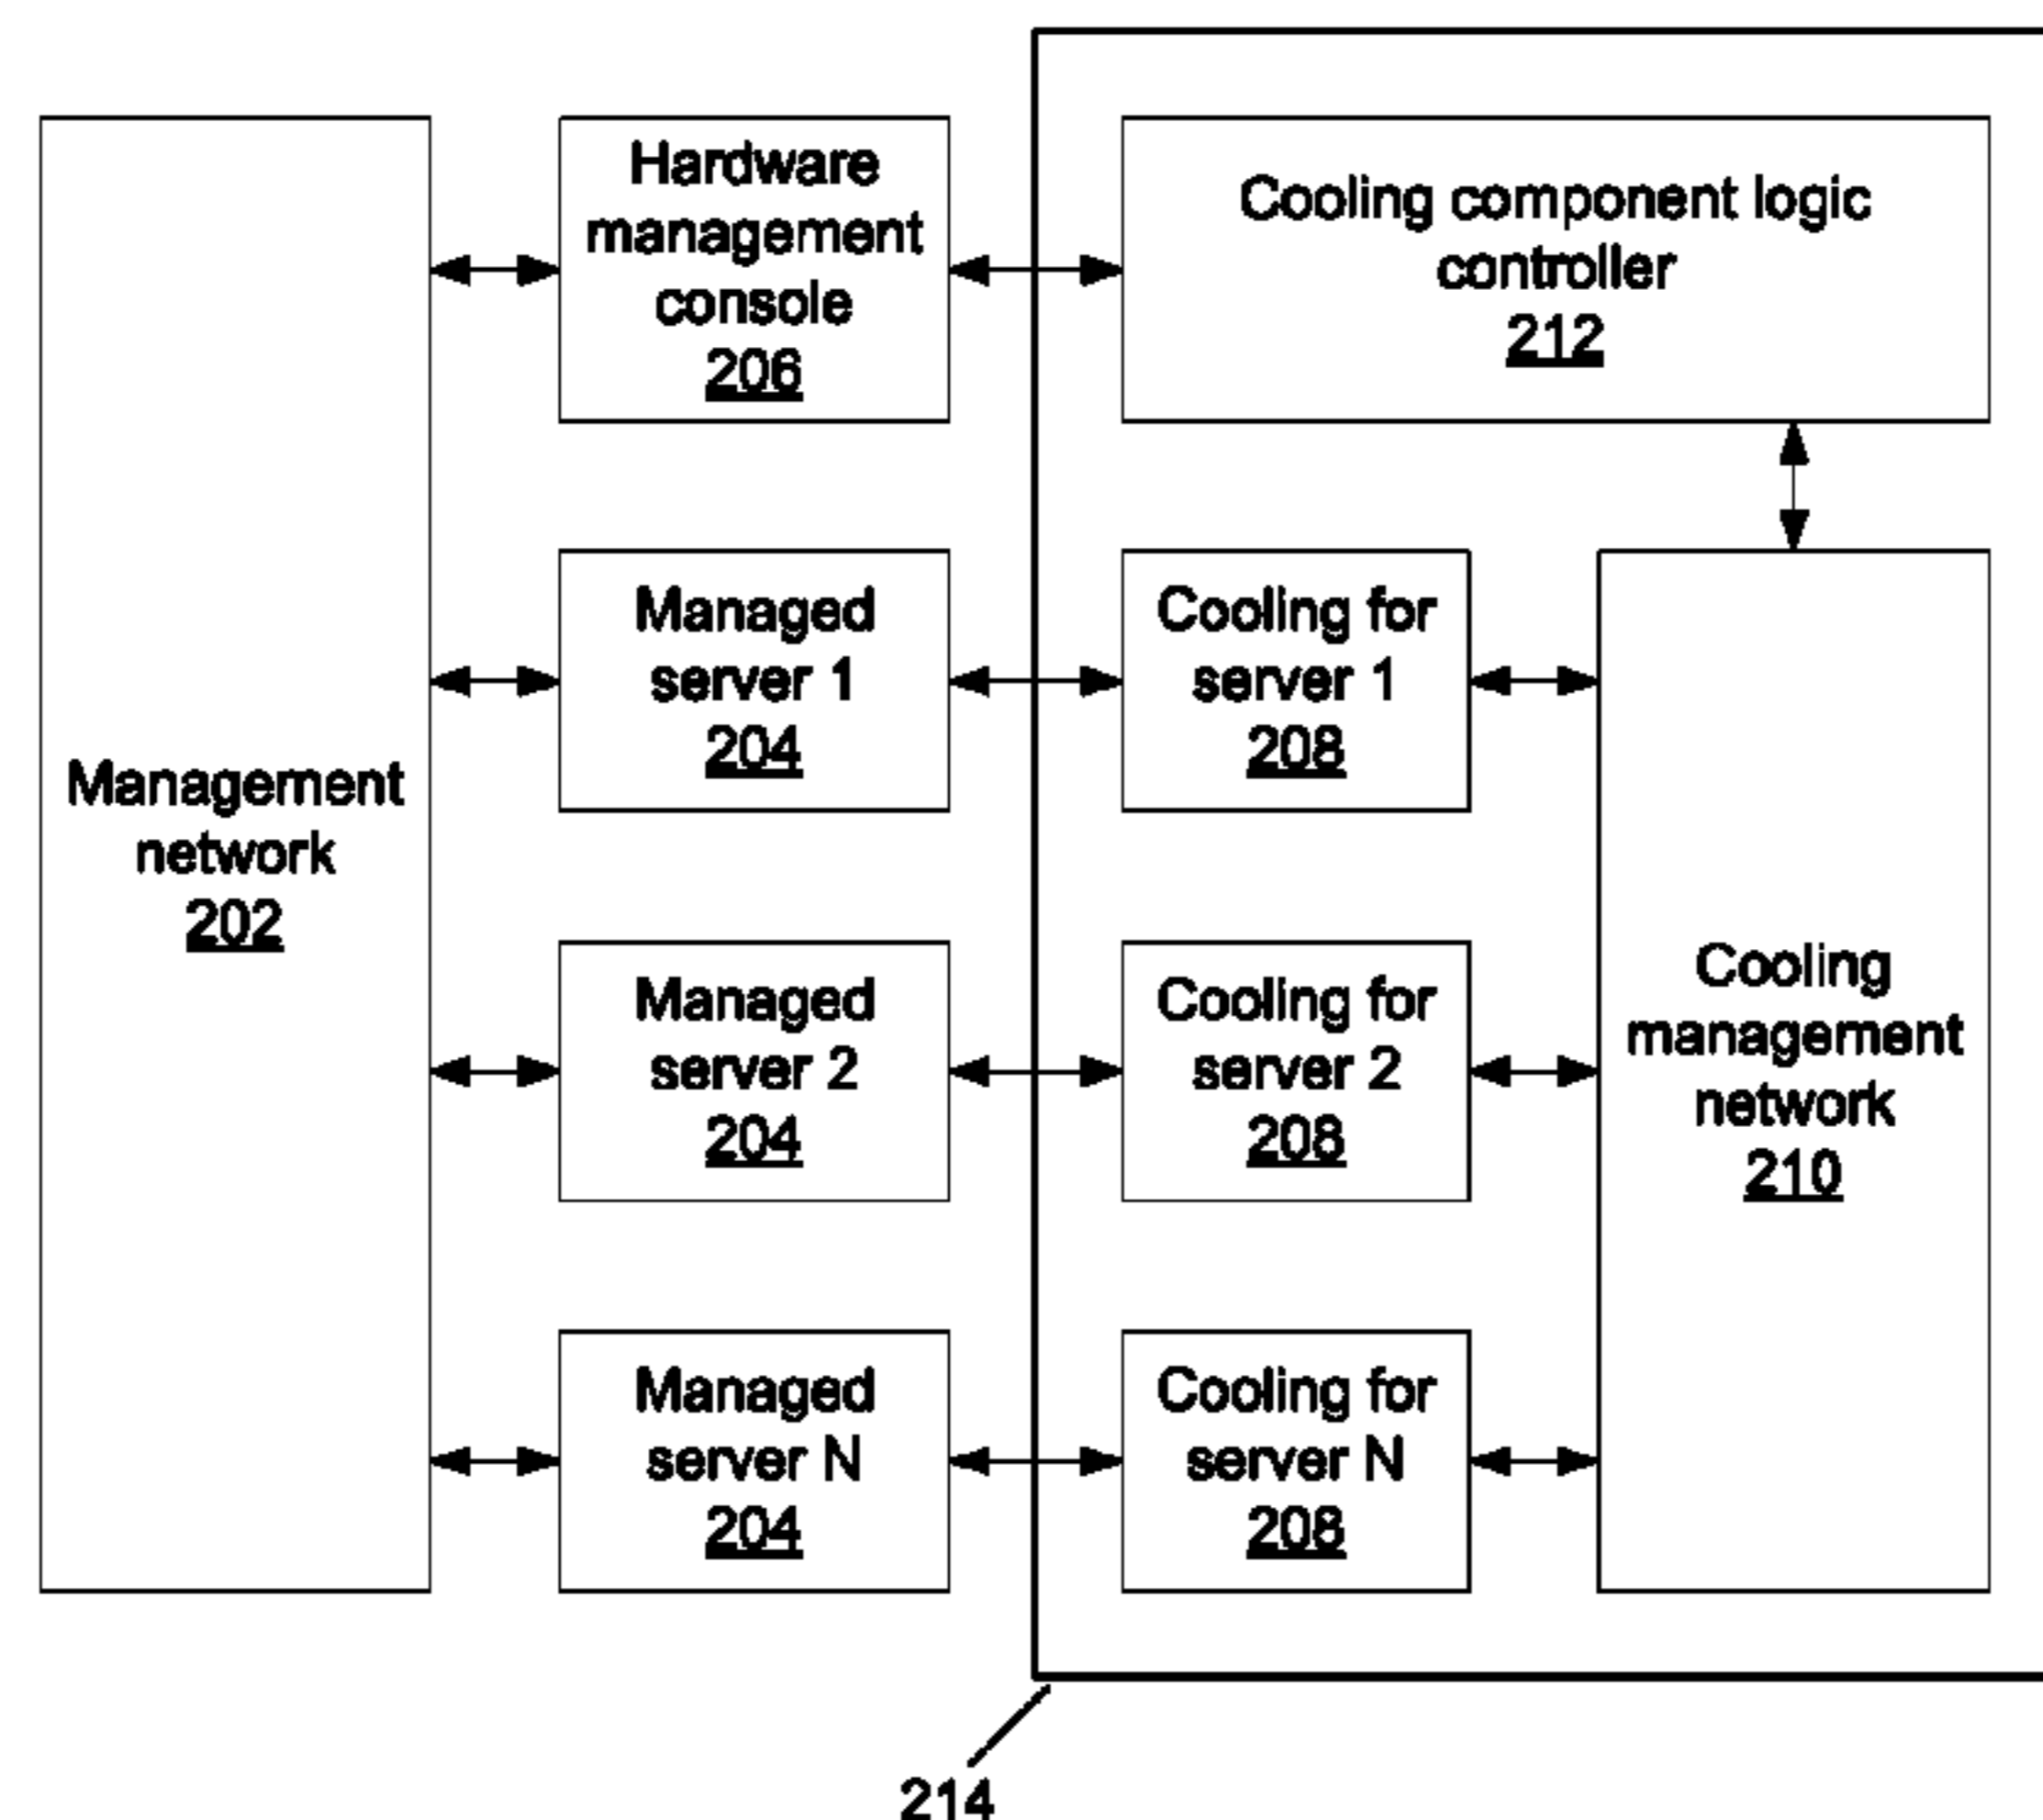 Management
network
202
Hardware
management
console
206
Cooling component logic
controller
212
Managed
server 1
204
Cooling for
server 1
208
Managed
server 2
204
Cooling for
server 2
208
Cooling
management
network
210
Managed
server N
204
Cooling for
server N
208
214